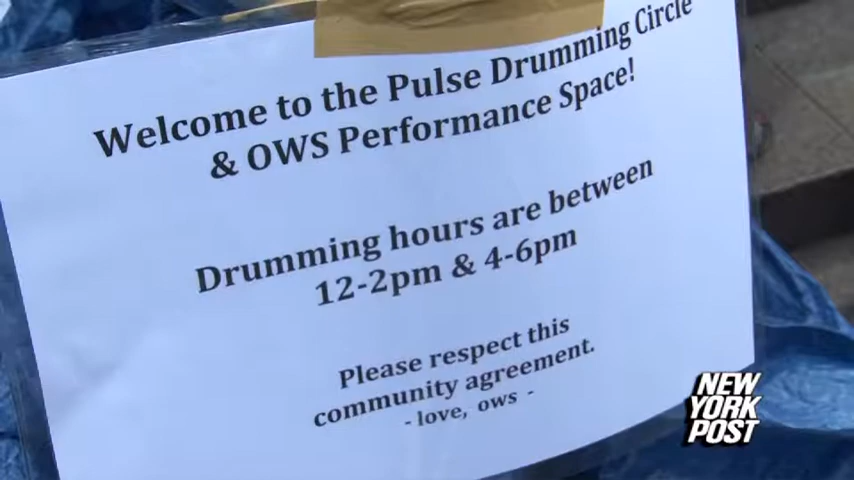 Welcome to the Pulse Drumming Circle
& OWS Performance Space!
Drumming hours are between
12-2pm & 4-6pm
Please respect this
community agreement.
- love, ows -
NEW
YORK
POST